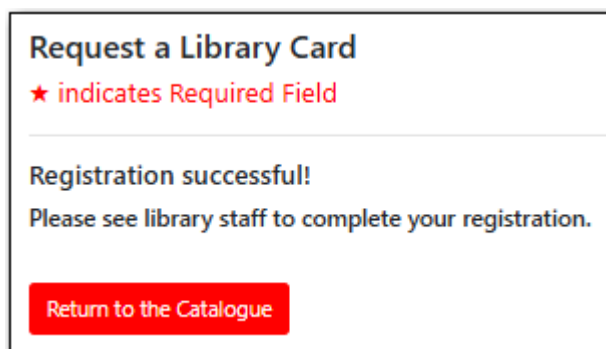 Request a Library Card
★ indicates Required Field
Registration successful!
Please see library staff to complete your registration.
Return to the Catalogue